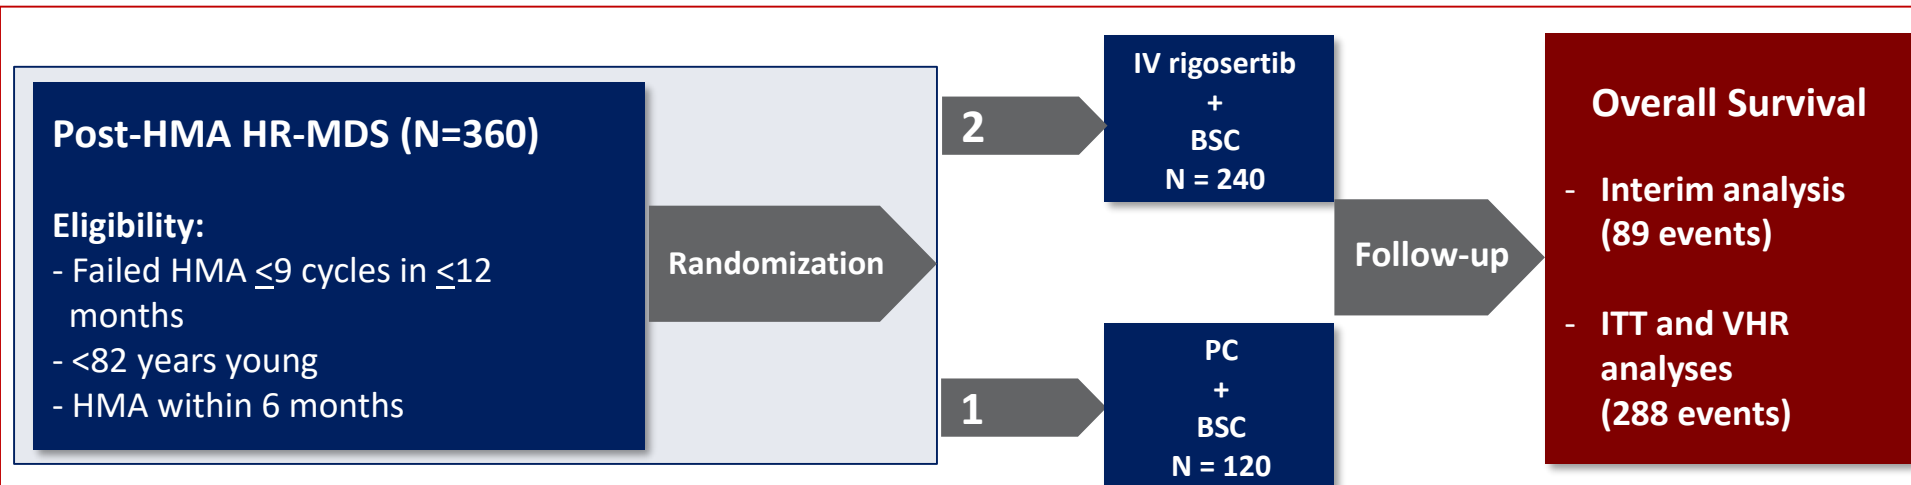 Post-HMA HR-MDS (N=360)
Eligibility:
- Failed HMA <9 cycles in <12
months
- <82 years young
- HMA within 6 months
Randomization
2
1
IV rigosertib
+
BSC
N = 240
PC
+
BSC
N = 120
Follow-up
Overall Survival
- Interim analysis
(89 events)
- ITT and VHR
analyses
(288 events)